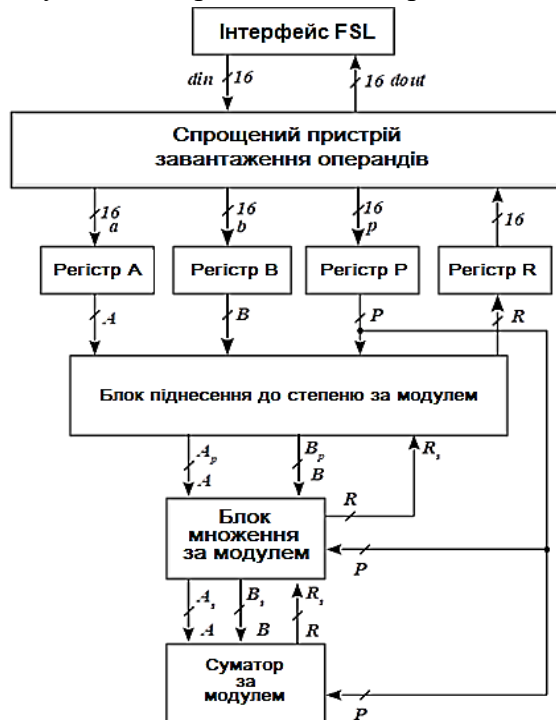 Інтерфейс FSL
din 16
16 dout
Спрощений пристрій
завантаження операндів
16 16 16 16
a b p
Регістр А Регістр В Регістр Р Регістр R
A B P R
Блок піднесення до степеню за модулем
Ap Bp Rs
A B
R
Блок
множення
за модулем
P
As Bs Rs
A B R
Суматор
за
модулем
P